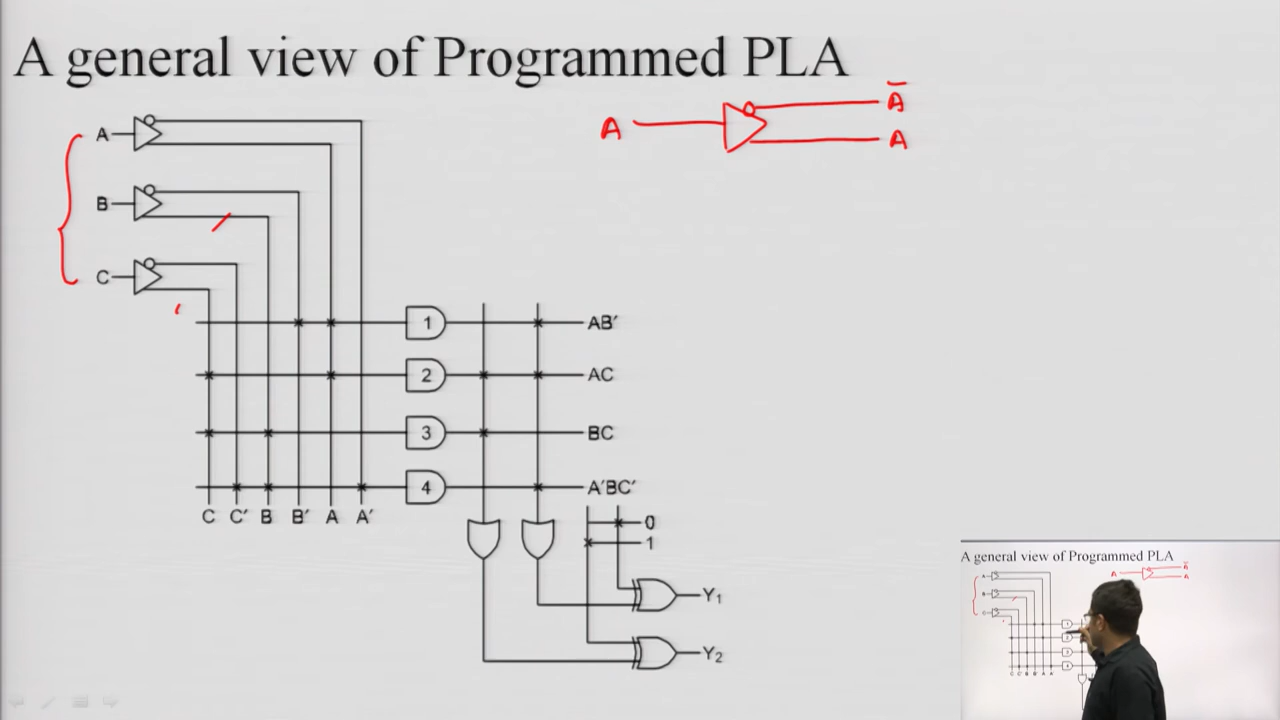 A general view of Programmed PLA
A
Ā
A
A
B
C
1
AB′
2
AC
3
BC
4
A′BC′
C C′ B B′ A A′
0
1
Y₁
Y₂
A general view of Programmed PLA